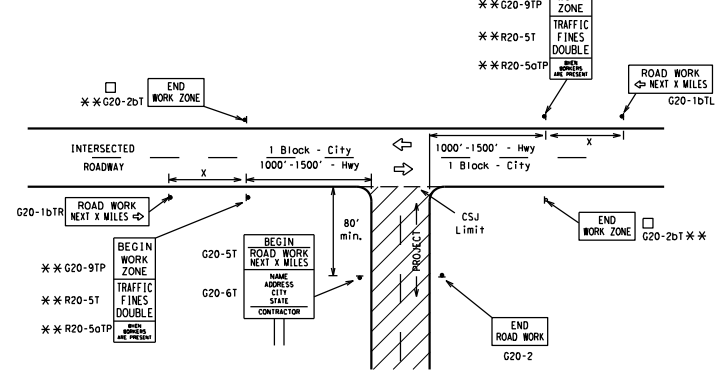 ✶✶G20-9TP
ZONE
✶✶R20-5T
TRAFFIC
FINES
DOUBLE
✶✶R20-5aTP
WHEN
WORKERS
ARE PRESENT
ROAD WORK
⇦ NEXT X MILES
G20-1bTL
END
WORK ZONE
□
✶✶G20-2bT
INTERSECTED
ROADWAY
1 Block - City
1000'-1500' - Hwy
1000'-1500' - Hwy
1 Block - City
X
X
G20-1bTR
ROAD WORK
NEXT X MILES ⇨
80'
min.
CSJ
Limit
END
WORK ZONE
□
G20-2bT ✶✶
BEGIN
WORK
ZONE
✶✶G20-9TP
TRAFFIC
FINES
DOUBLE
✶✶R20-5T
WHEN
WORKERS
ARE PRESENT
✶✶R20-5aTP
G20-5T
BEGIN
ROAD WORK
NEXT X MILES
G20-6T
NAME
ADDRESS
CITY
STATE
CONTRACTOR
PROJECT
END
ROAD WORK
G20-2